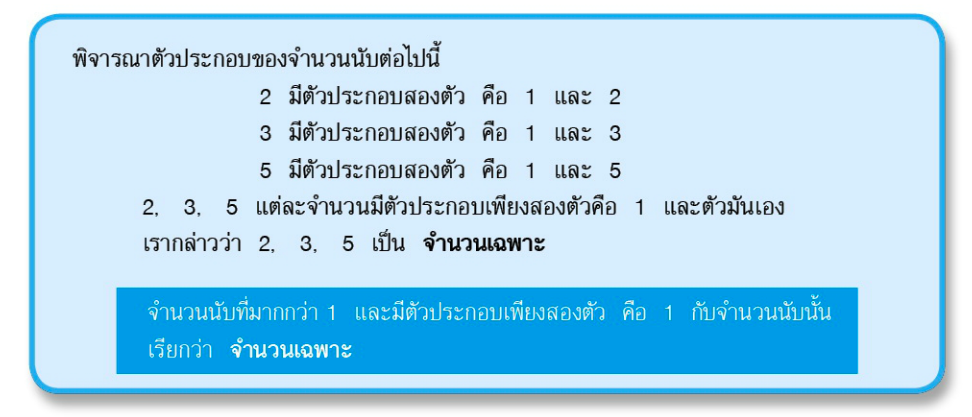 พิจารณาตัวประกอบของจำนวนนับต่อไปนี้
2 มีตัวประกอบสองตัว คือ 1 และ 2
3 มีตัวประกอบสองตัว คือ 1 และ 3
5 มีตัวประกอบสองตัว คือ 1 และ 5
2, 3, 5 แต่ละจำนวนมีตัวประกอบเพียงสองตัวคือ 1 และตัวมันเอง
เรากล่าวว่า 2, 3, 5 เป็น จำนวนเฉพาะ
จำนวนนับที่มากกว่า 1 และมีตัวประกอบเพียงสองตัว คือ 1 กับจำนวนนับนั้น
เรียกว่า จำนวนเฉพาะ